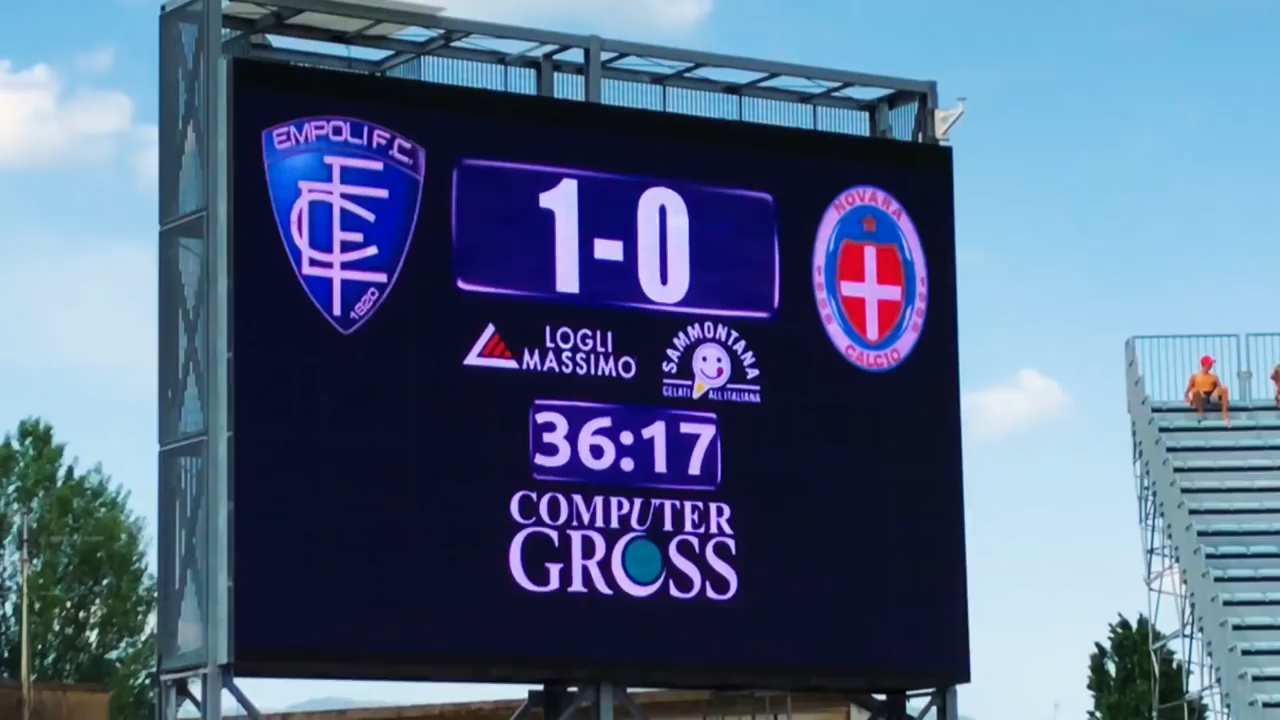 EMPOLI F.C.
1920
1-0
NOVARA
CALCIO
LOGLI
MASSIMO
SAMMONTANA
GELATI ALL'ITALIANA
36:17
COMPUTER
GROSS